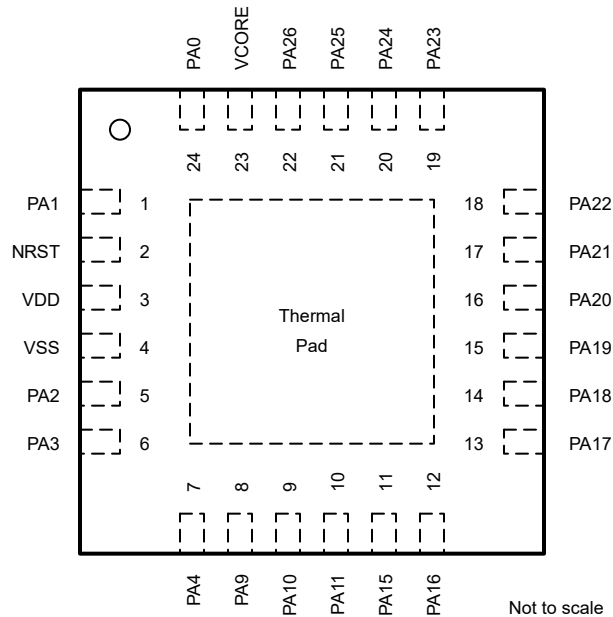 PA0 VCORE PA26 PA25 PA24 PA23
24 23 22 21 20 19
PA1 1 18 PA22
NRST 2 17 PA21
VDD 3 16 PA20
VSS 4 15 PA19
PA2 5 14 PA18
PA3 6 13 PA17
Thermal
Pad
7 8 9 10 11 12
PA4 PA9 PA10 PA11 PA15 PA16
Not to scale